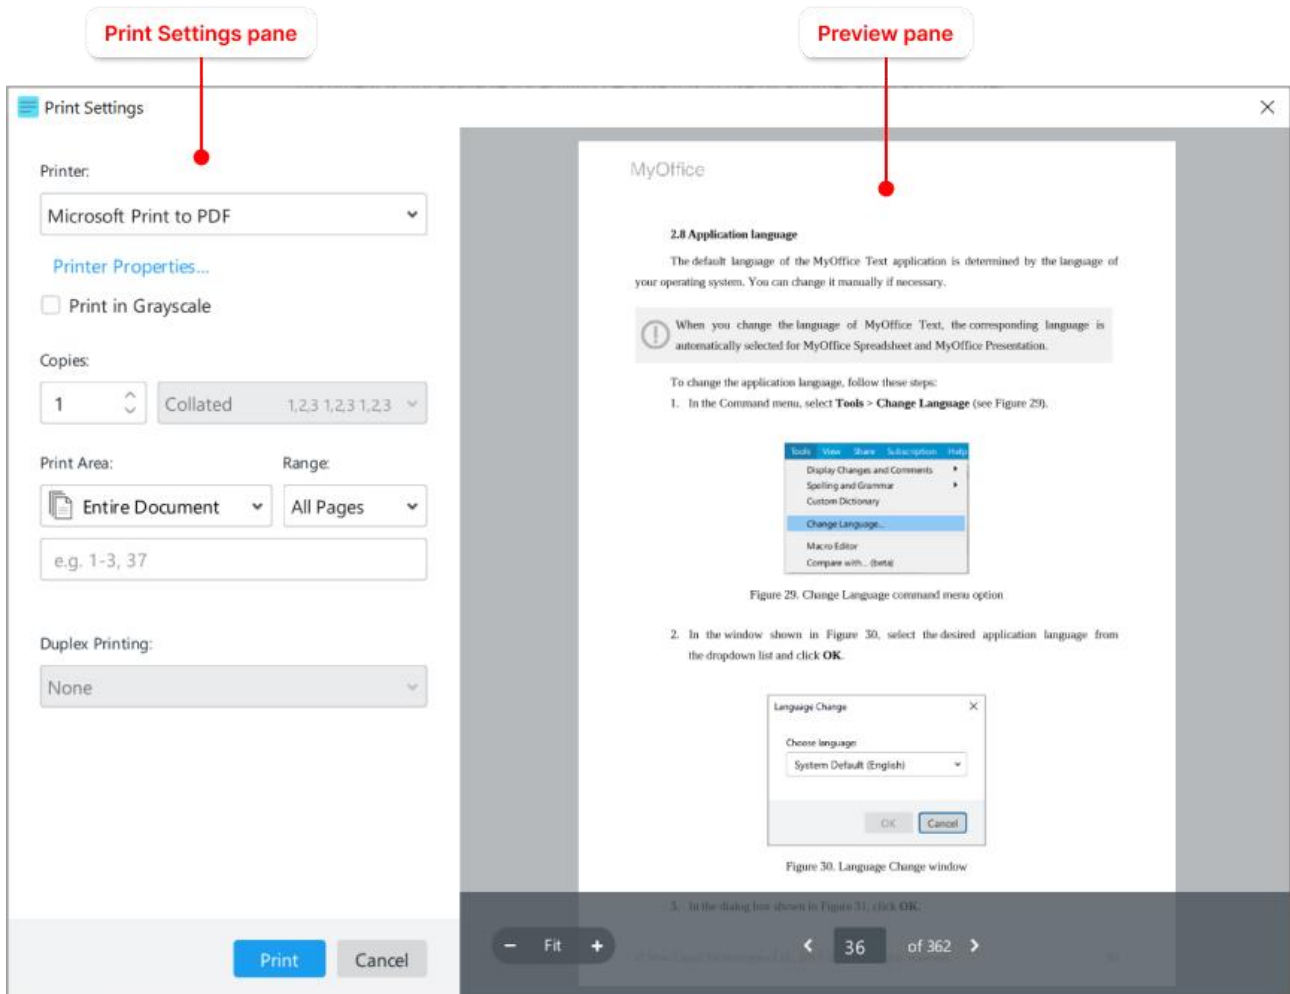 Print Settings pane
Preview pane
Print Settings
Printer:
Microsoft Print to PDF
Printer Properties...
Print in Grayscale
Copies:
1
Collated 1,2,3 1,2,3 1,2,3
Print Area: Range:
Entire Document All Pages
e.g. 1-3, 37
Duplex Printing:
None
Print Cancel
MyOffice
2.8 Application language
The default language of the MyOffice Text application is determined by the language of
your operating system. You can change it manually if necessary.
When you change the language of MyOffice Text, the corresponding language is
automatically selected for MyOffice Spreadsheet and MyOffice Presentation.
To change the application language, follow these steps:
1. In the Command menu, select Tools > Change Language (see Figure 29).
Tools View Share Subscription Help
Display Changes and Comments
Spelling and Grammar
Custom Dictionary
Change Language...
Macro Editor
Compare with... (beta)
Figure 29. Change Language command menu option
2. In the window shown in Figure 30, select the desired application language from
the dropdown list and click OK.
Language Change
Choose language:
System Default (English)
OK Cancel
Figure 30. Language Change window
3. In the dialog box shown in Figure 31, click OK.
Fit
36 of 362